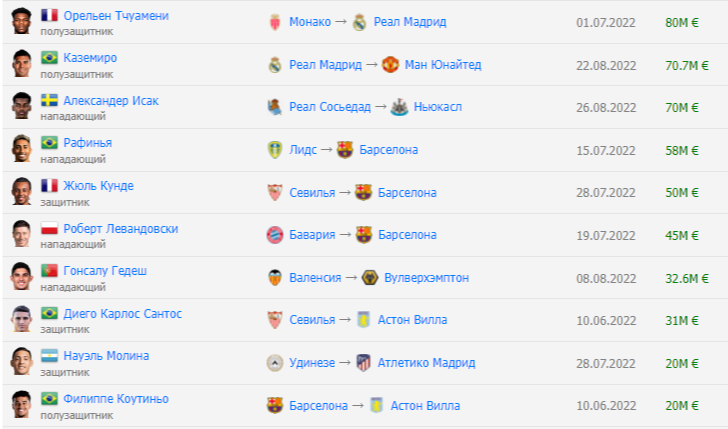 Орельен Тчуамени Монако → Реал Мадрид 01.07.2022 80M €
полузащитник
Каземиро Реал Мадрид → Ман Юнайтед 22.08.2022 70.7M €
полузащитник
Александер Исак Реал Сосьедад → Ньюкасл 26.08.2022 70M €
нападающий
Рафинья Лидс → Барселона 15.07.2022 58M €
нападающий
Жюль Кунде Севилья → Барселона 28.07.2022 50M €
защитник
Роберт Левандовски Бавария → Барселона 19.07.2022 45M €
нападающий
Гонсалу Гедеш Валенсия → Вулверхэмптон 08.08.2022 32.6M €
нападающий
Диего Карлос Сантос Севилья → Астон Вилла 10.06.2022 31M €
защитник
Науэль Молина Удинезе → Атлетико Мадрид 28.07.2022 20M €
защитник
Филиппе Коутиньо Барселона → Астон Вилла 10.06.2022 20M €
полузащитник